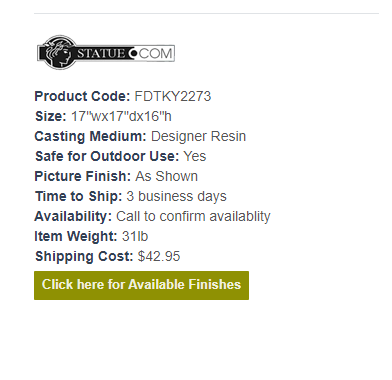 STATUE.COM
Product Code: FDTKY2273
Size: 17"wx17"dx16"h
Casting Medium: Designer Resin
Safe for Outdoor Use: Yes
Picture Finish: As Shown
Time to Ship: 3 business days
Availability: Call to confirm availablity
Item Weight: 31lb
Shipping Cost: $42.95
Click here for Available Finishes